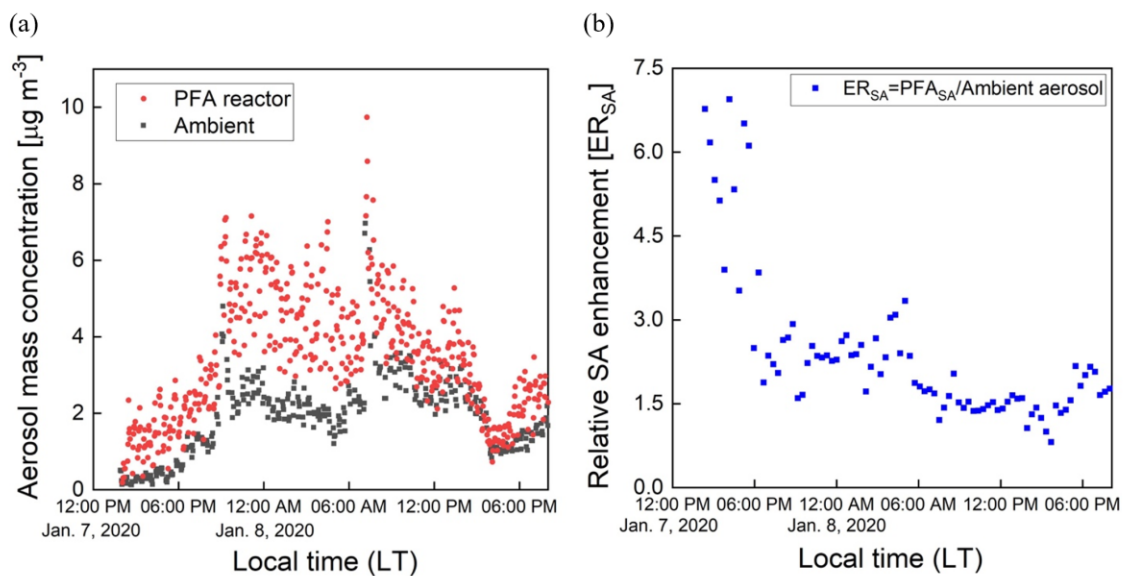 (a)
Aerosol mass concentration [μg m⁻³]
PFA reactor
Ambient
10
8
6
4
2
0
12:00 PM 06:00 PM 12:00 AM 06:00 AM 12:00 PM 06:00 PM
Jan. 7, 2020 Jan. 8, 2020
Local time (LT)
(b)
Relative SA enhancement [ERSA]
ERSA=PFASA/Ambient aerosol
7.5
6.0
4.5
3.0
1.5
0.0
12:00 PM 06:00 PM 12:00 AM 06:00 AM 12:00 PM 06:00 PM
Jan. 7, 2020 Jan. 8, 2020
Local time (LT)